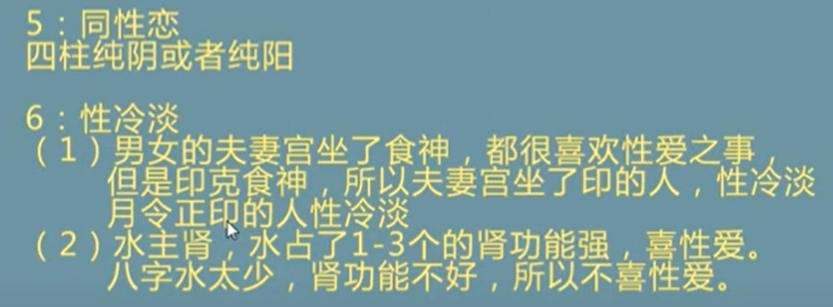 5：同性恋
四柱纯阴或者纯阳
6：性冷淡
（1）男女的夫妻宫坐了食神，都很喜欢性爱之事，
但是印克食神，所以夫妻宫坐了印的人，性冷淡
月令正印的人性冷淡
（2）水主肾，水占了1-3个的肾功能强，喜性爱。
八字水太少，肾功能不好，所以不喜性爱。